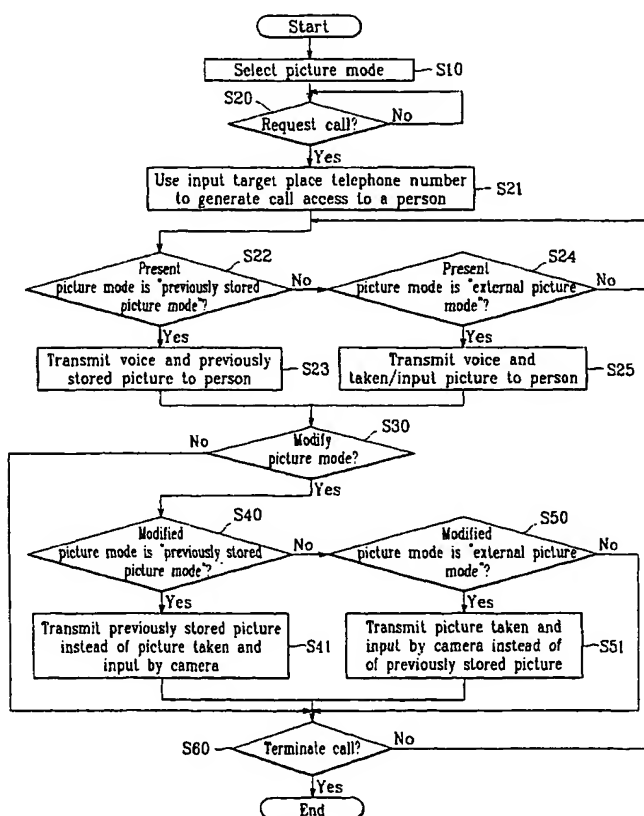 Start
Select picture mode
S10
S20
Request call?
No
Yes
Use input target place telephone number
to generate call access to a person
S21
S22
Present
picture mode is "previously stored
picture mode"?
No
S24
Present
picture mode is "external picture
mode"?
No
Yes
Yes
Transmit voice and previously
stored picture to person
S23
Transmit voice and
taken/input picture to person
S25
S30
No
Modify
picture mode?
Yes
S40
Modified
picture mode is "previously stored
picture mode"?
No
S50
Modified
picture mode is "external picture
mode"?
No
Yes
Yes
Transmit previously stored picture
instead of picture taken and
input by camera
S41
Transmit picture taken and
input by camera instead of
of previously stored picture
S51
S60
Terminate call?
No
Yes
End